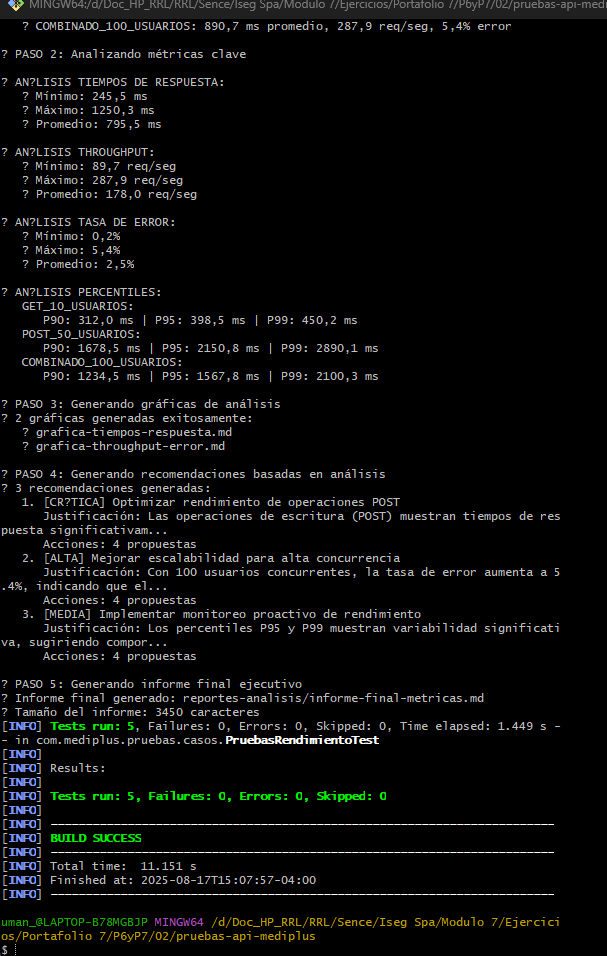 MINGW64:/d/Doc_HP_RRL/RRL/Sence/Iseg Spa/Modulo 7/Ejercicios/Portafolio 7/P6yP7/02/pruebas-api-medi
? COMBINADO_100_USUARIOS: 890,7 ms promedio, 287,9 req/seg, 5,4% error
? PASO 2: Analizando métricas clave
? AN?LISIS TIEMPOS DE RESPUESTA:
? Mínimo: 245,5 ms
? Máximo: 1250,3 ms
? Promedio: 795,5 ms
? AN?LISIS THROUGHPUT:
? Mínimo: 89,7 req/seg
? Máximo: 287,9 req/seg
? Promedio: 178,0 req/seg
? AN?LISIS TASA DE ERROR:
? Mínimo: 0,2%
? Máximo: 5,4%
? Promedio: 2,5%
? AN?LISIS PERCENTILES:
GET_10_USUARIOS:
P90: 312,0 ms | P95: 398,5 ms | P99: 450,2 ms
POST_50_USUARIOS:
P90: 1678,5 ms | P95: 2150,8 ms | P99: 2890,1 ms
COMBINADO_100_USUARIOS:
P90: 1234,5 ms | P95: 1567,8 ms | P99: 2100,3 ms
? PASO 3: Generando gráficas de análisis
? 2 gráficas generadas exitosamente:
? grafica-tiempos-respuesta.md
? grafica-throughput-error.md
? PASO 4: Generando recomendaciones basadas en análisis
? 3 recomendaciones generadas:
1. [CR?TICA] Optimizar rendimiento de operaciones POST
Justificación: Las operaciones de escritura (POST) muestran tiempos de res
puesta significativam...
Acciones: 4 propuestas
2. [ALTA] Mejorar escalabilidad para alta concurrencia
Justificación: Con 100 usuarios concurrentes, la tasa de error aumenta a 5
.4%, indicando que el...
Acciones: 4 propuestas
3. [MEDIA] Implementar monitoreo proactivo de rendimiento
Justificación: Los percentiles P95 y P99 muestran variabilidad significati
va, sugiriendo compor...
Acciones: 4 propuestas
? PASO 5: Generando informe final ejecutivo
? Informe final generado: reportes-analisis/informe-final-metricas.md
? Tamaño del informe: 3450 caracteres
[INFO] Tests run: 5, Failures: 0, Errors: 0, Skipped: 0, Time elapsed: 1.449 s -
- in com.mediplus.pruebas.casos.PruebasRendimientoTest
[INFO]
[INFO] Results:
[INFO]
[INFO] Tests run: 5, Failures: 0, Errors: 0, Skipped: 0
[INFO]
[INFO] ------------------------------------------------------------------------
[INFO] BUILD SUCCESS
[INFO] ------------------------------------------------------------------------
[INFO] Total time:  11.151 s
[INFO] Finished at: 2025-08-17T15:07:57-04:00
[INFO] ------------------------------------------------------------------------
uman_@LAPTOP-B78MGBJP MINGW64 /d/Doc_HP_RRL/RRL/Sence/Iseg Spa/Modulo 7/Ejercici
os/Portafolio 7/P6yP7/02/pruebas-api-mediplus
$